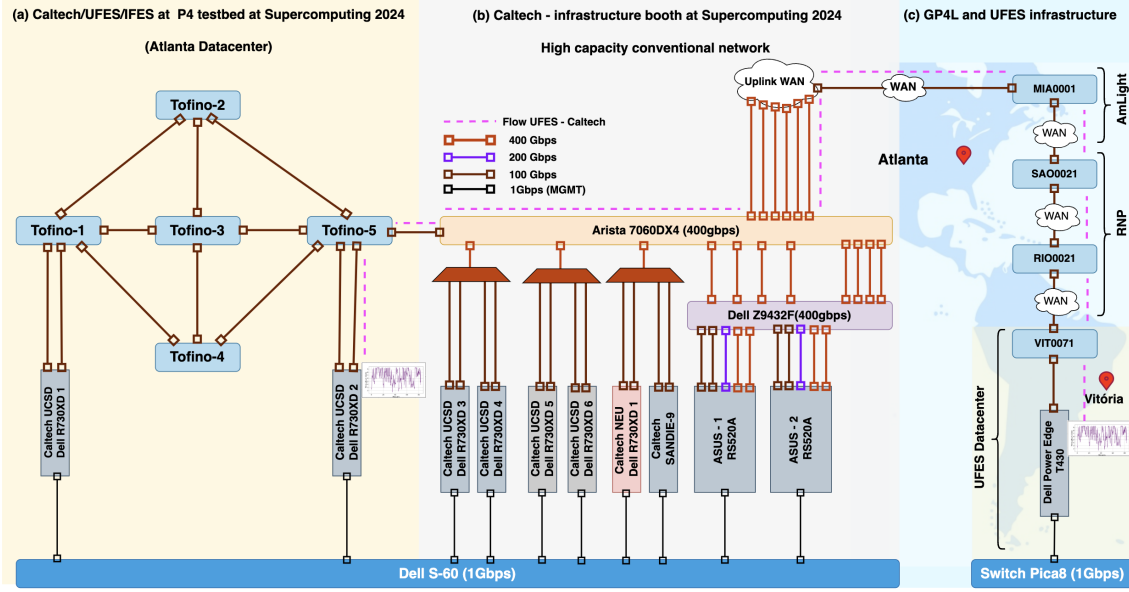 (a) Caltech/UFES/IFES at P4 testbed at Supercomputing 2024
(Atlanta Datacenter)
(b) Caltech - infrastructure booth at Supercomputing 2024
High capacity conventional network
(c) GP4L and UFES infrastructure
Tofino-2
Tofino-1
Tofino-3
Tofino-5
Tofino-4
Caltech UCSD
Dell R730XD 1
Caltech UCSD
Dell R730XD 2
Flow UFES - Caltech
400 Gbps
200 Gbps
100 Gbps
1Gbps (MGMT)
Uplink WAN
WAN
Arista 7060DX4 (400gbps)
Dell Z9432F(400gbps)
Caltech UCSD
Dell R730XD 3
Caltech UCSD
Dell R730XD 4
Caltech UCSD
Dell R730XD 5
Caltech UCSD
Dell R730XD 6
Caltech NEU
Dell R730XD 1
Caltech
SANDIE-9
ASUS - 1
RS520A
ASUS - 2
RS520A
Dell S-60 (1Gbps)
MIA0001
AmLight
WAN
Atlanta
SAO0021
WAN
RNP
RIO0021
WAN
VIT0071
Vitória
UFES Datacenter
Dell Power Edge
T430
Switch Pica8 (1Gbps)